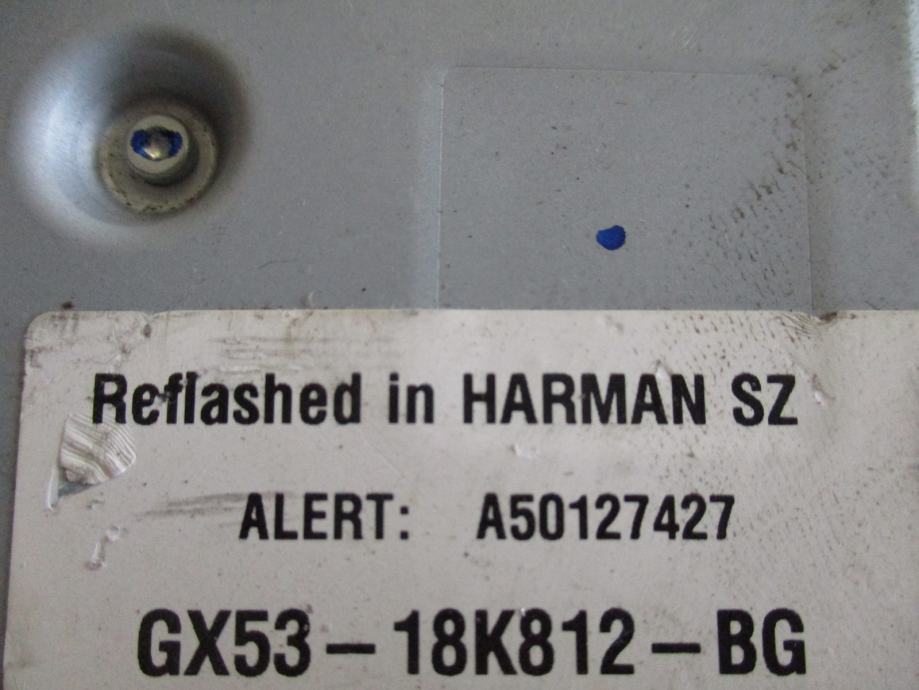 Reflashed in HARMAN SZ
ALERT: A50127427
GX53-18K812-BG